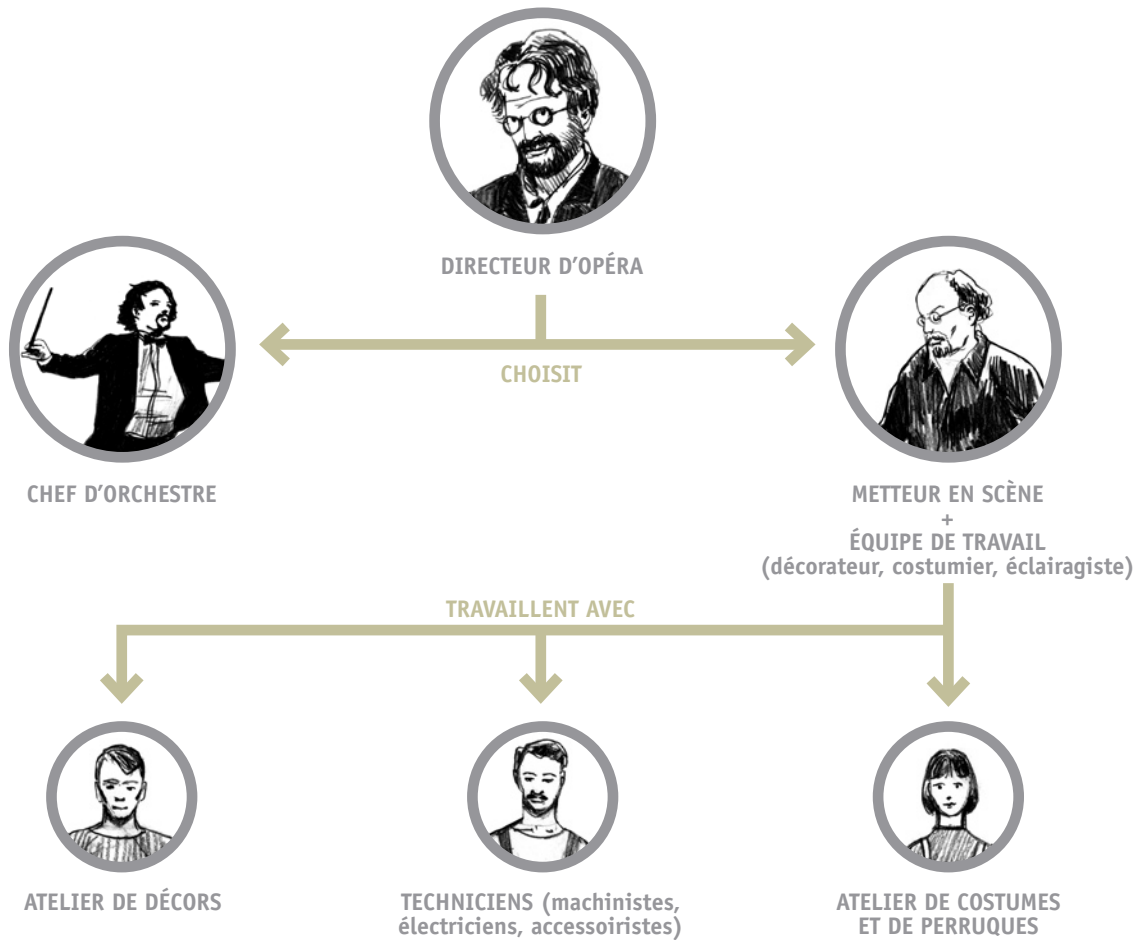 DIRECTEUR D'OPÉRA
CHOISIT
CHEF D'ORCHESTRE
METTEUR EN SCÈNE
+
ÉQUIPE DE TRAVAIL
(décorateur, costumier, éclairagiste)
TRAVAILLENT AVEC
ATELIER DE DÉCORS
TECHNICIENS (machinistes,
électriciens, accessoiristes)
ATELIER DE COSTUMES
ET DE PERRUQUES